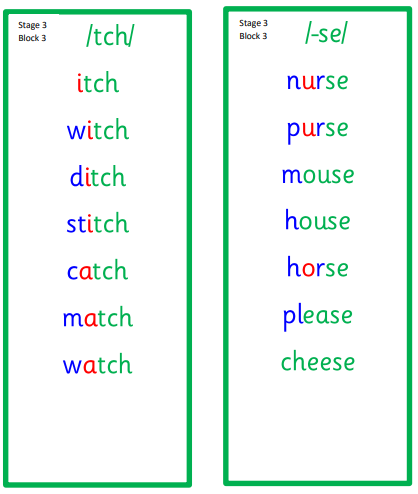 Stage 3
Block 3
/tch/
itch
witch
ditch
stitch
catch
match
watch
Stage 3
Block 3
/-se/
nurse
purse
mouse
house
horse
please
cheese